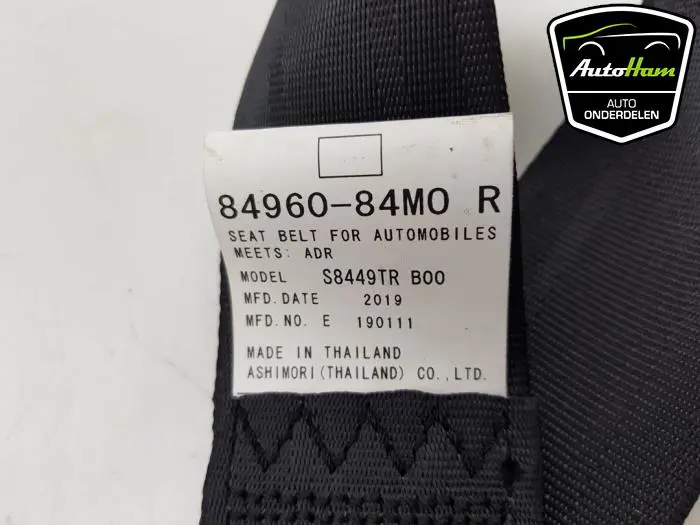 AutoHam
AUTO
ONDERDELEN
84960-84M0 R
SEAT BELT FOR AUTOMOBILES
MEETS: ADR
MODEL S8449TR B00
MFD. DATE 2019
MFD. NO. E 190111
MADE IN THAILAND
ASHIMORI(THAILAND) CO.,LTD.